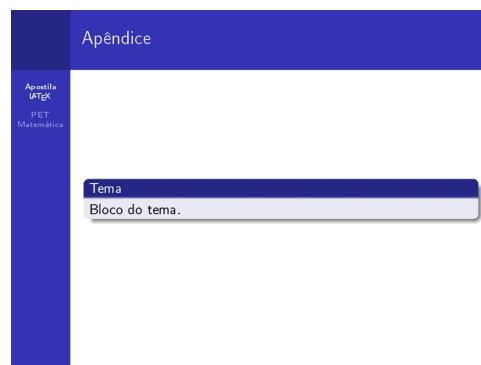 Apêndice
Apostila
LATEX
PET
Matemática
Tema
Bloco do tema.